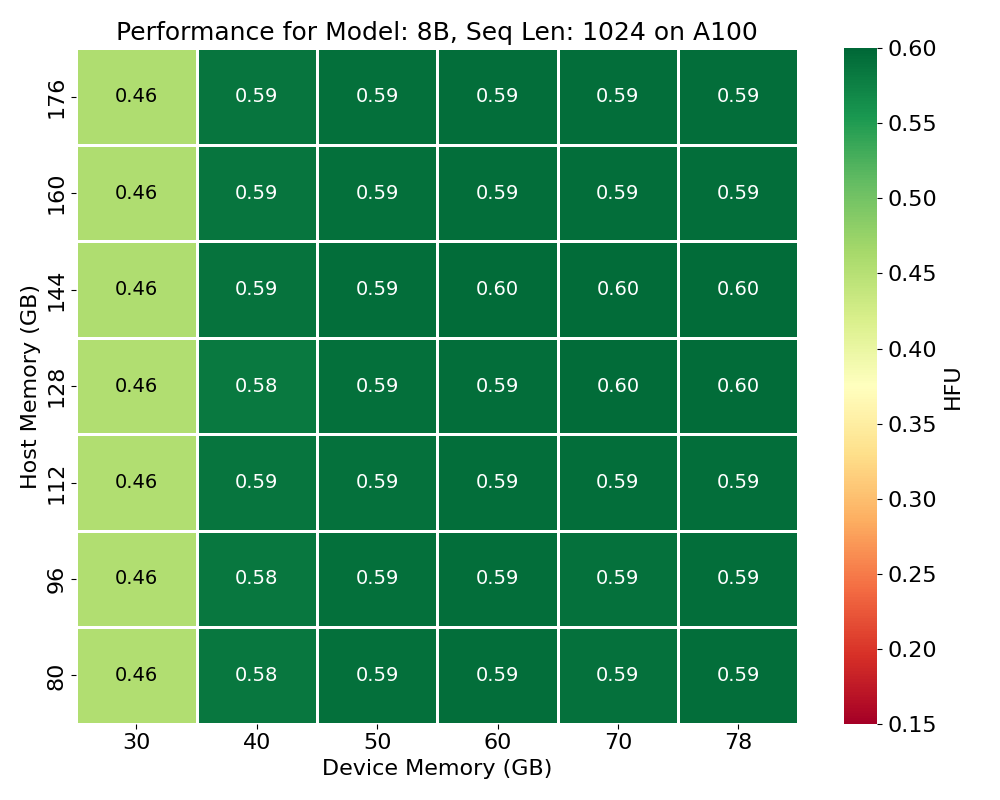 Performance for Model: 8B, Seq Len: 1024 on A100
176 0.46 0.59 0.59 0.59 0.59 0.59
160 0.46 0.59 0.59 0.59 0.59 0.59
144 0.46 0.59 0.59 0.60 0.60 0.60
128 0.46 0.58 0.59 0.59 0.60 0.60
112 0.46 0.59 0.59 0.59 0.59 0.59
96 0.46 0.58 0.59 0.59 0.59 0.59
80 0.46 0.58 0.59 0.59 0.59 0.59
30 40 50 60 70 78
Device Memory (GB)
Host Memory (GB)
0.60
0.55
0.50
0.45
0.40
0.35
0.30
0.25
0.20
0.15
HFU